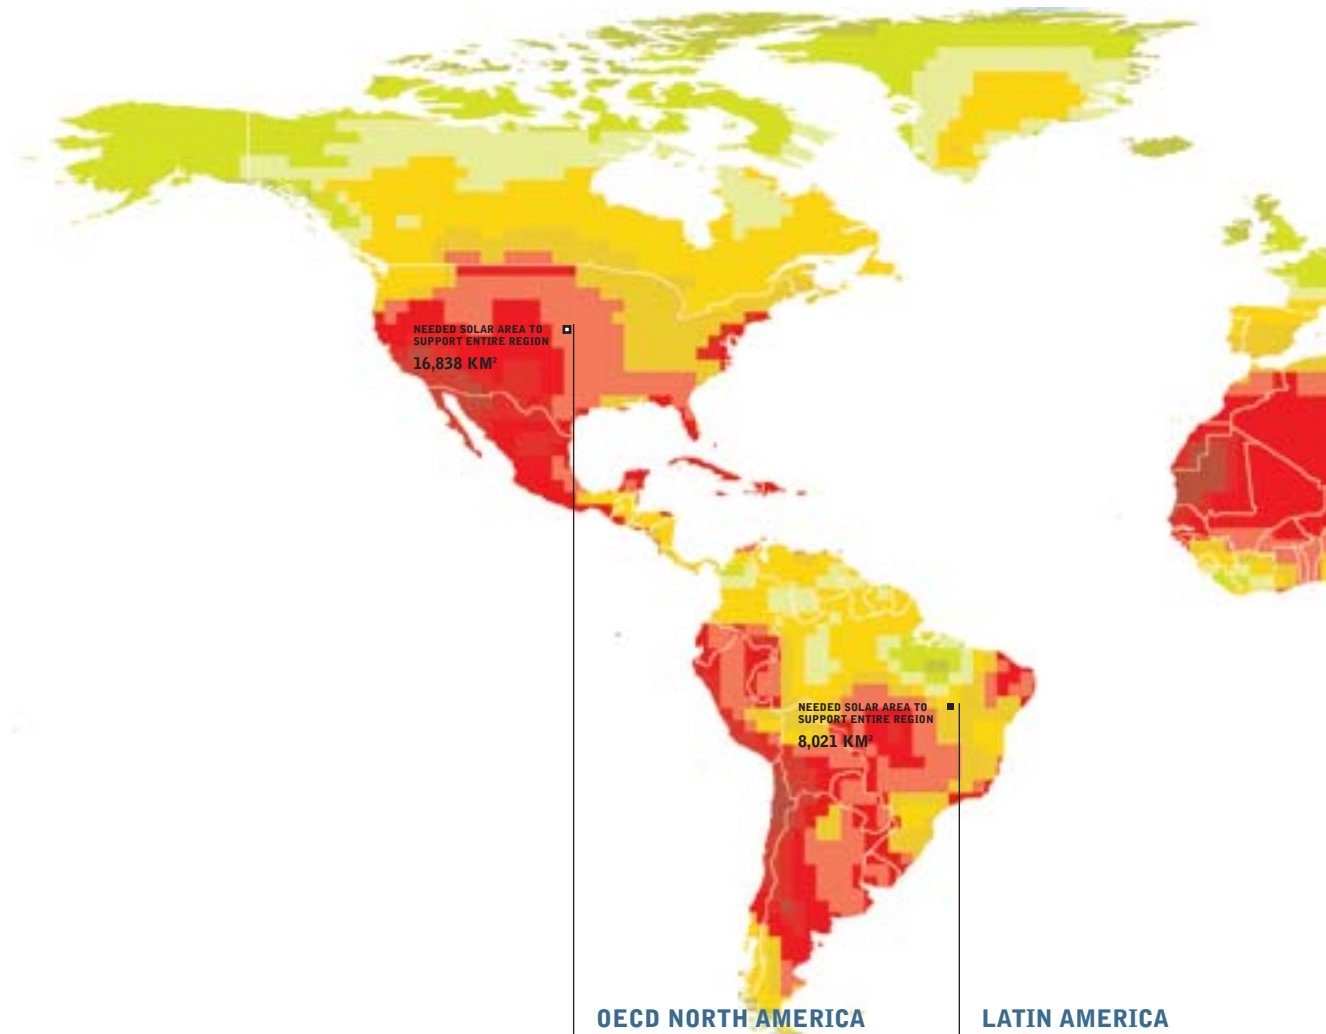 NEEDED SOLAR AREA TO
SUPPORT ENTIRE REGION
16,838 KM²
NEEDED SOLAR AREA TO
SUPPORT ENTIRE REGION
8,021 KM²
OECD NORTH AMERICA
LATIN AMERICA